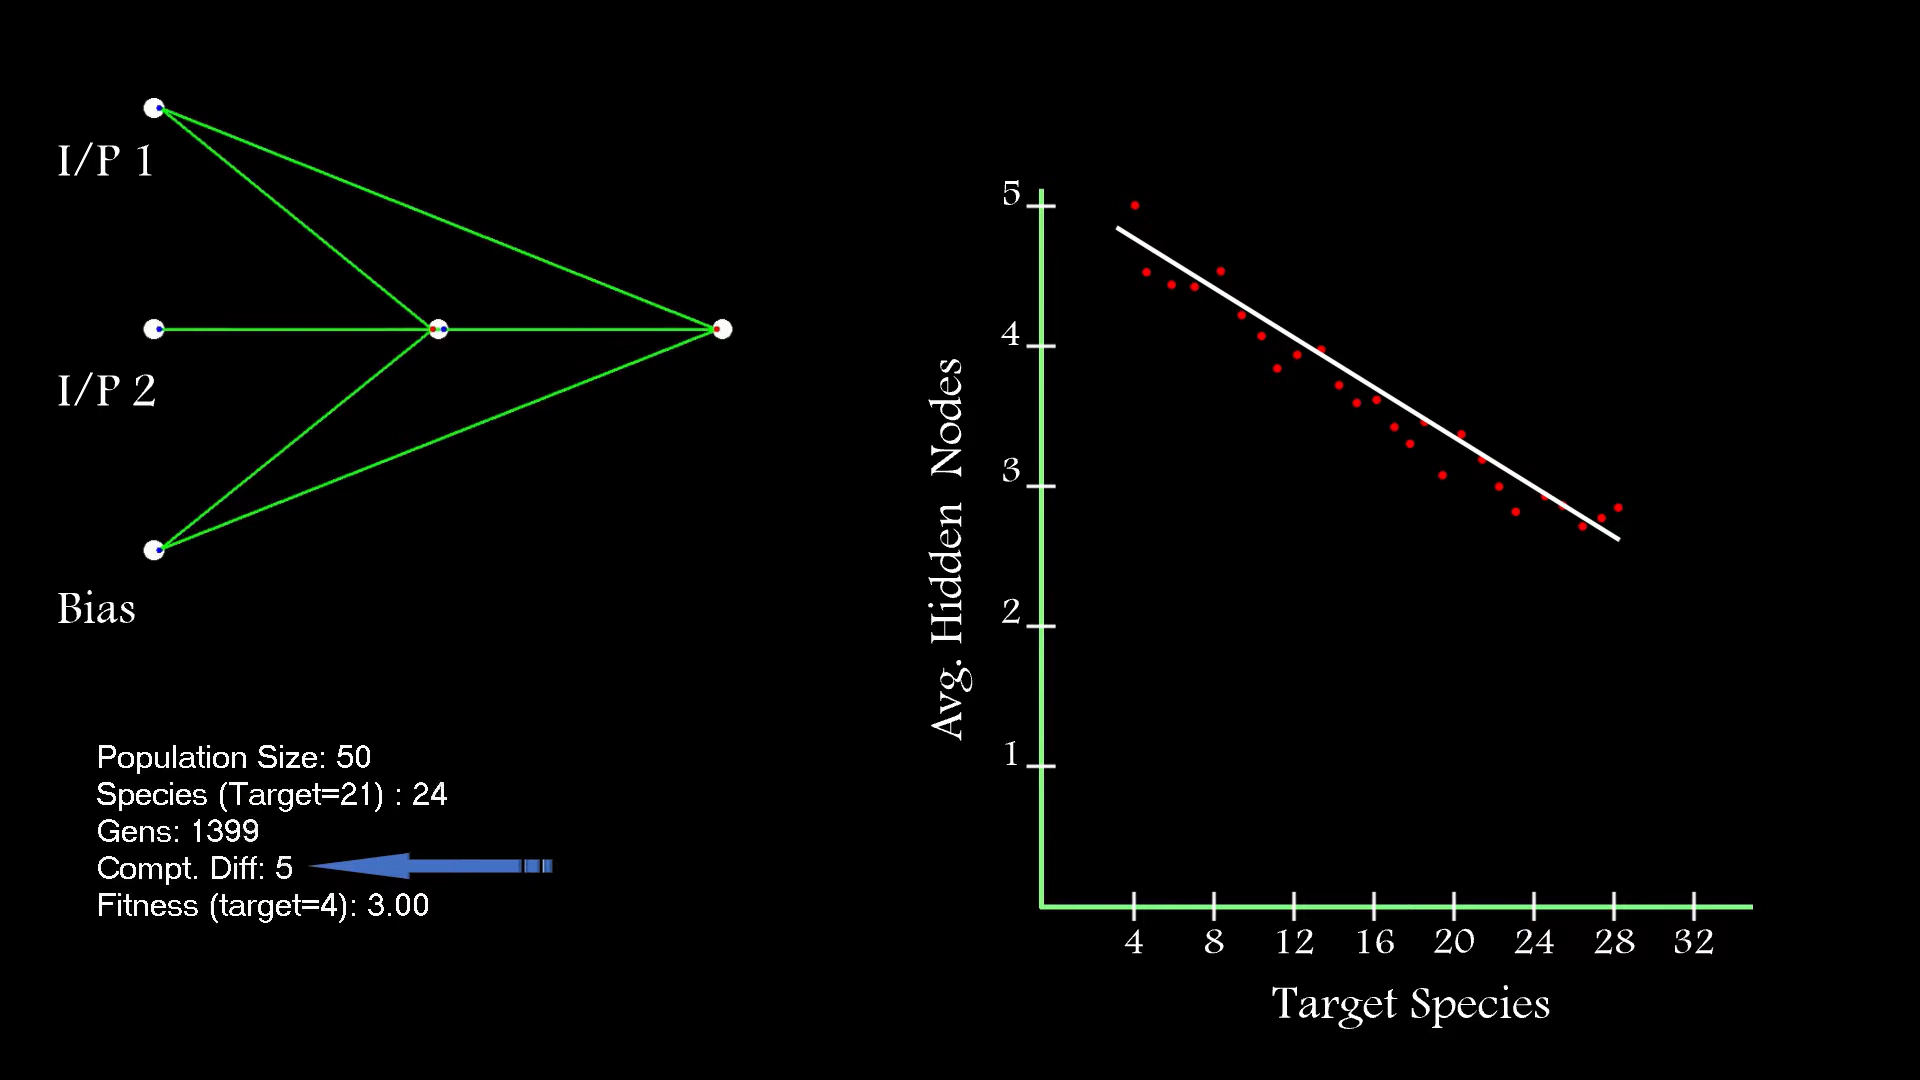 I/P 1
I/P 2
Bias
Population Size: 50
Species (Target=21) : 24
Gens: 1399
Compt. Diff: 5
Fitness (target=4): 3.00
Avg. Hidden Nodes
5
4
3
2
1
4 8 12 16 20 24 28 32
Target Species